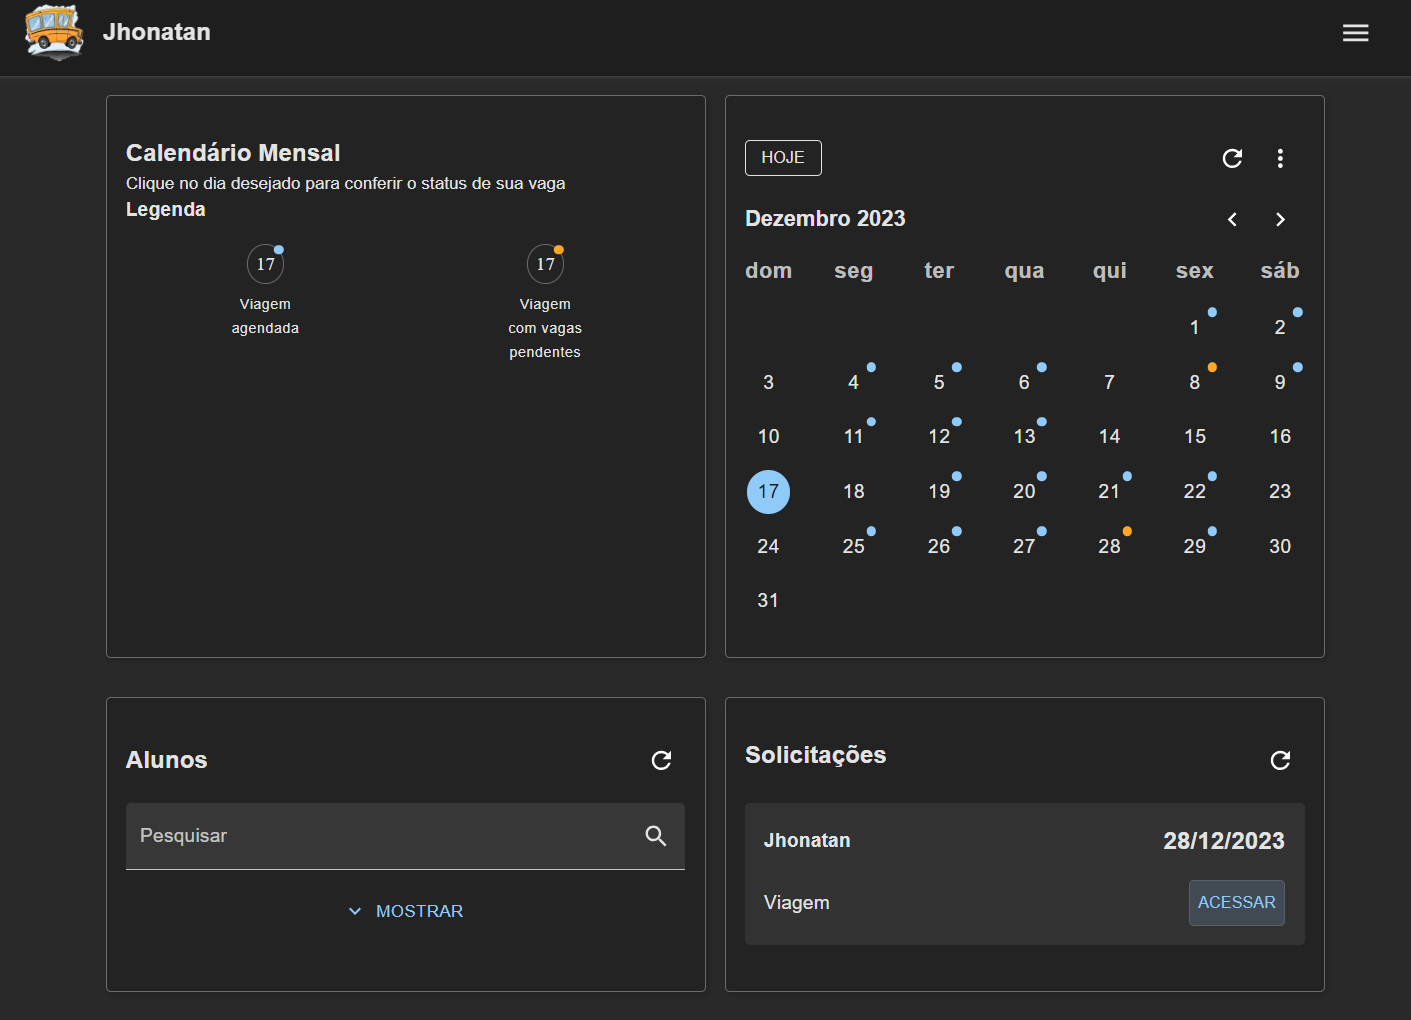 Jhonatan
Calendário Mensal
Clique no dia desejado para conferir o status de sua vaga
Legenda
17
17
Viagem
agendada
Viagem
com vagas
pendentes
HOJE
Dezembro 2023
dom seg ter qua qui sex sáb
1 2
3 4 5 6 7 8 9
10 11 12 13 14 15 16
17 18 19 20 21 22 23
24 25 26 27 28 29 30
31
Alunos
Pesquisar
MOSTRAR
Solicitações
Jhonatan 28/12/2023
Viagem ACESSAR